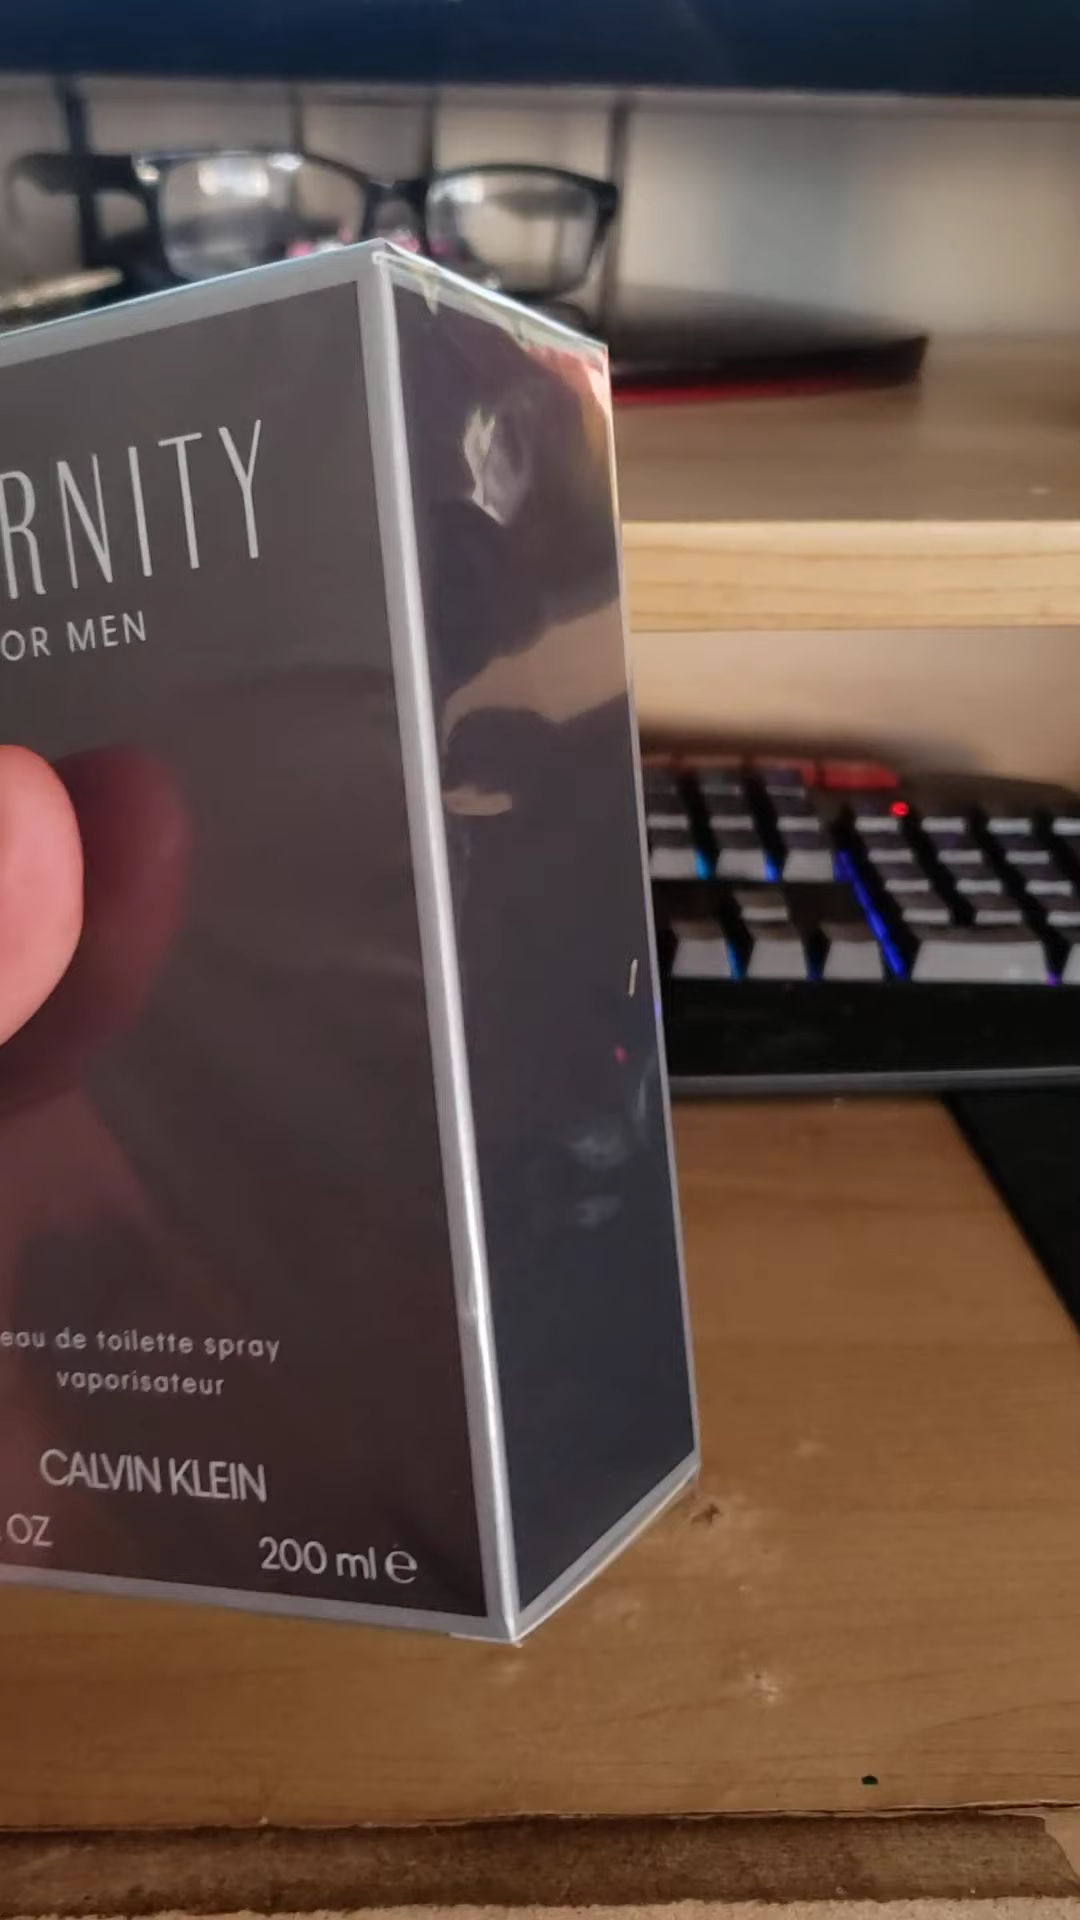 RNITY
OR MEN
eau de toilette spray
vaporisateur
CALVIN KLEIN
. OZ
200 ml ℮